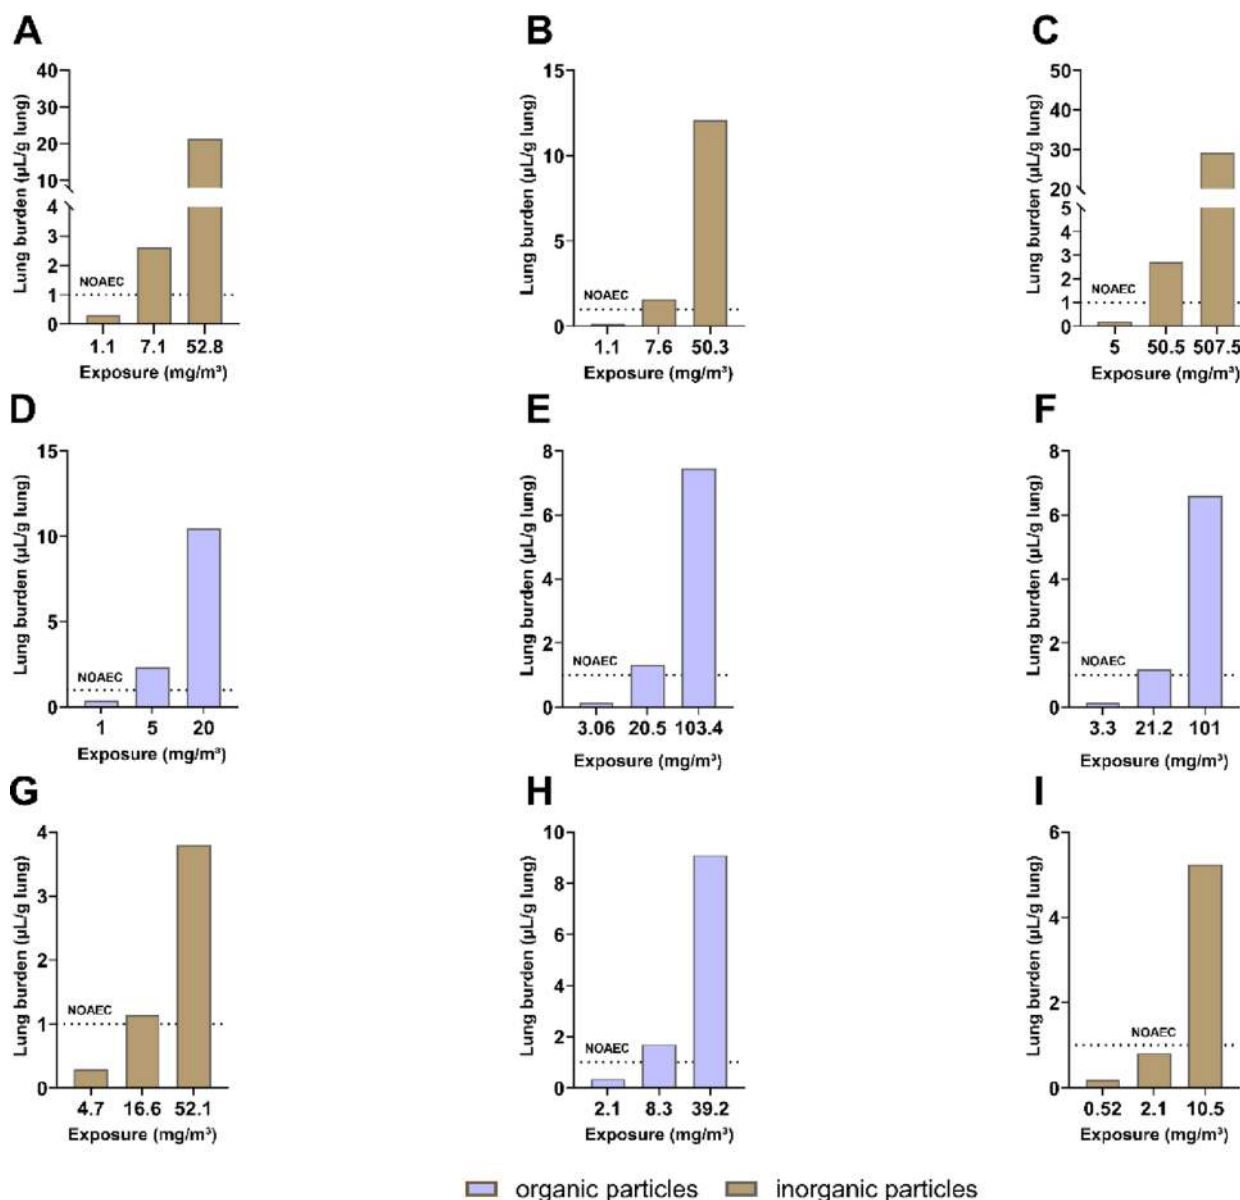 A
Lung burden (µL/g lung)
40
30
20
10
4
3
2
1
0
NOAEC
1.1 7.1 52.8
Exposure (mg/m³)
B
Lung burden (µL/g lung)
15
10
5
0
NOAEC
1.1 7.6 50.3
Exposure (mg/m³)
C
Lung burden (µL/g lung)
50
40
30
20
5
4
3
2
1
0
NOAEC
5 50.5 507.5
Exposure (mg/m³)
D
Lung burden (µL/g lung)
15
10
5
0
NOAEC
1 5 20
Exposure (mg/m³)
E
Lung burden (µL/g lung)
8
6
4
2
0
NOAEC
3.06 20.5 103.4
Exposure (mg/m³)
F
Lung burden (µL/g lung)
8
6
4
2
0
NOAEC
3.3 21.2 101
Exposure (mg/m³)
G
Lung burden (µL/g lung)
4
3
2
1
0
NOAEC
4.7 16.6 52.1
Exposure (mg/m³)
H
Lung burden (µL/g lung)
10
8
6
4
2
0
NOAEC
2.1 8.3 39.2
Exposure (mg/m³)
I
Lung burden (µL/g lung)
6
4
2
0
NOAEC
0.52 2.1 10.5
Exposure (mg/m³)
organic particles inorganic particles